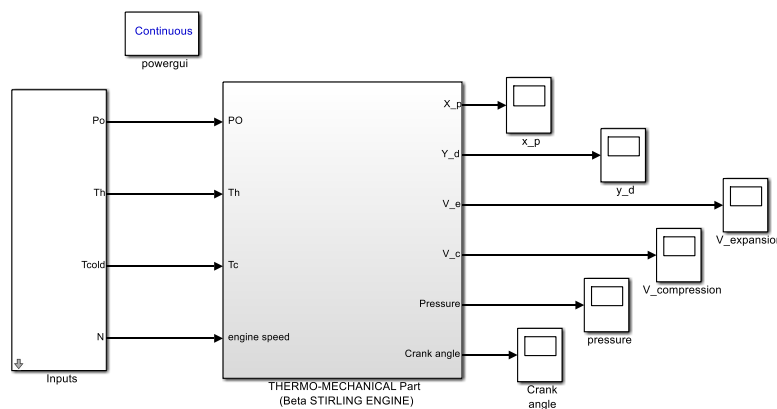 Continuous
powergui
Po
Th
Tcold
N
Inputs
PO
Th
Tc
engine speed
X_p
Y_d
V_e
V_c
Pressure
Crank angle
THERMO-MECHANICAL Part
(Beta STIRLING ENGINE)
x_p
y_d
V_expansion
V_compression
pressure
Crank
angle